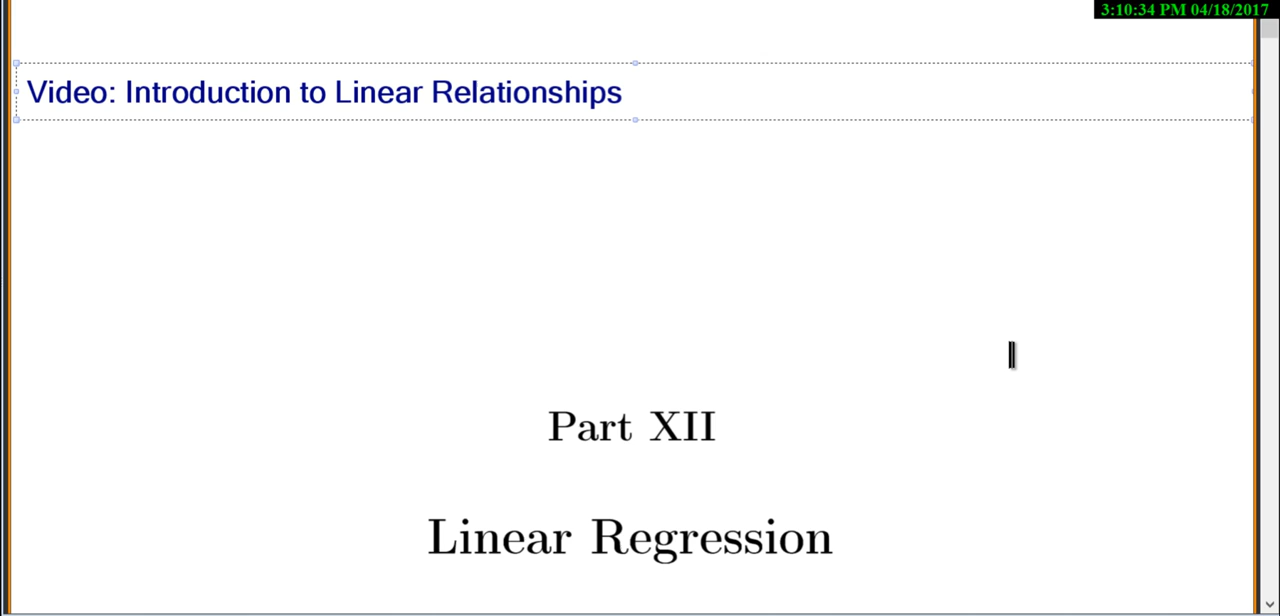 3:10:34 PM 04/18/2017
Video: Introduction to Linear Relationships
Part XII
Linear Regression